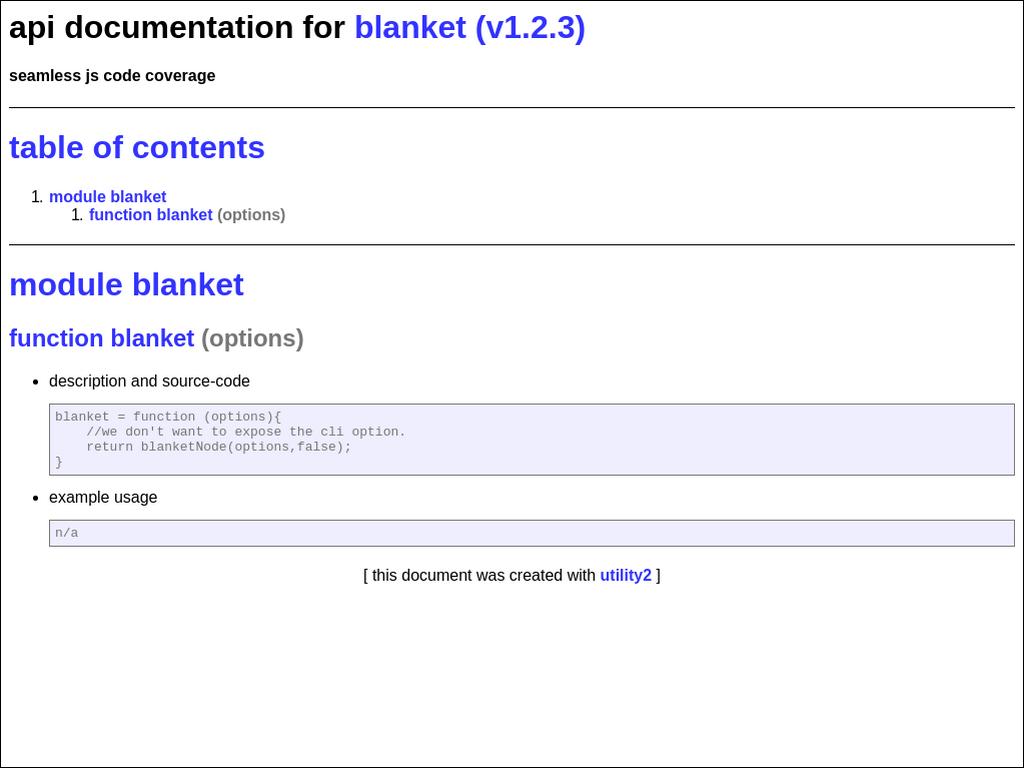 api documentation for blanket (v1.2.3)
seamless js code coverage
table of contents
1. module blanket
1. function blanket (options)
module blanket
function blanket (options)
• description and source-code
blanket = function (options){
    //we don't want to expose the cli option.
    return blanketNode(options,false);
}
• example usage
n/a
[ this document was created with utility2 ]